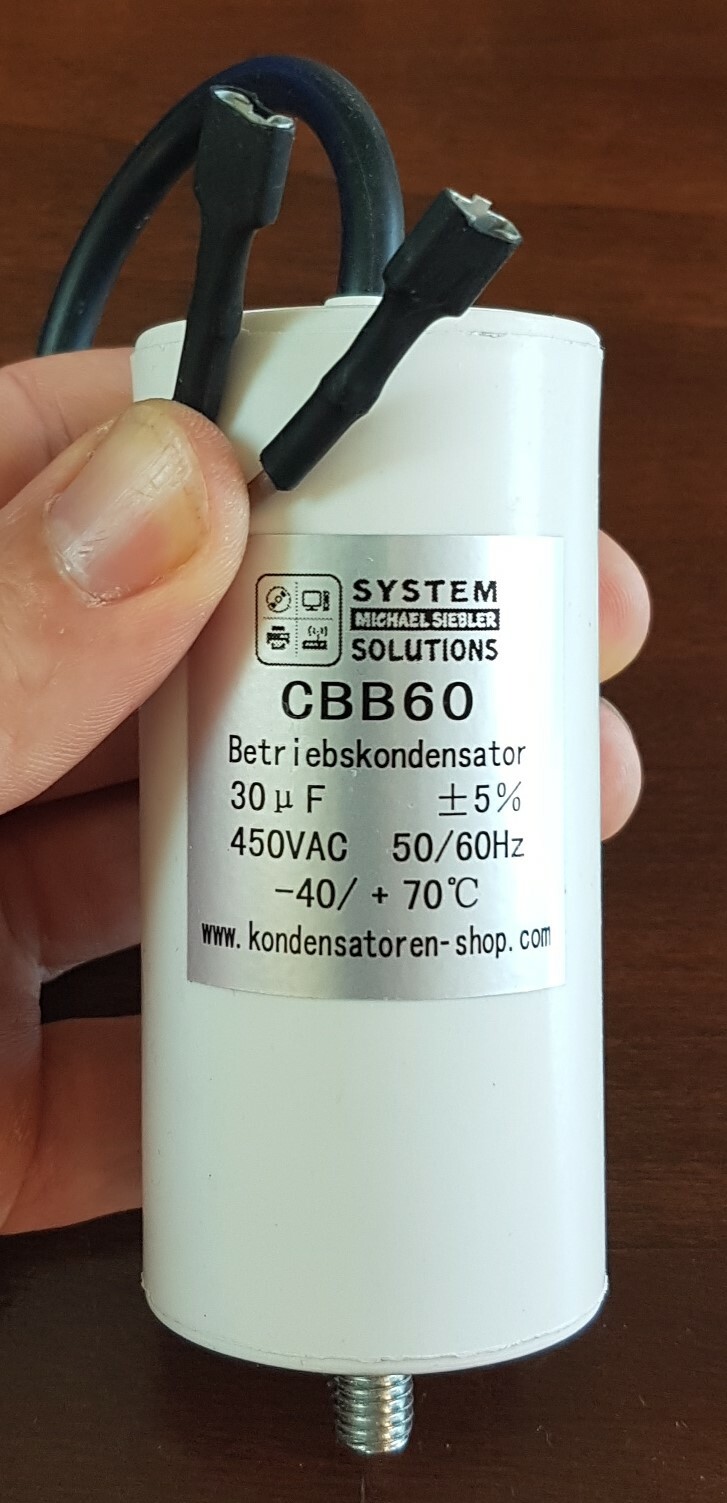 SYSTEM
MICHAEL SIEBLER
SOLUTIONS
CBB60
Betriebskondensator
30μF ±5%
450VAC 50/60Hz
-40/+70℃
www.kondensatoren-shop.com